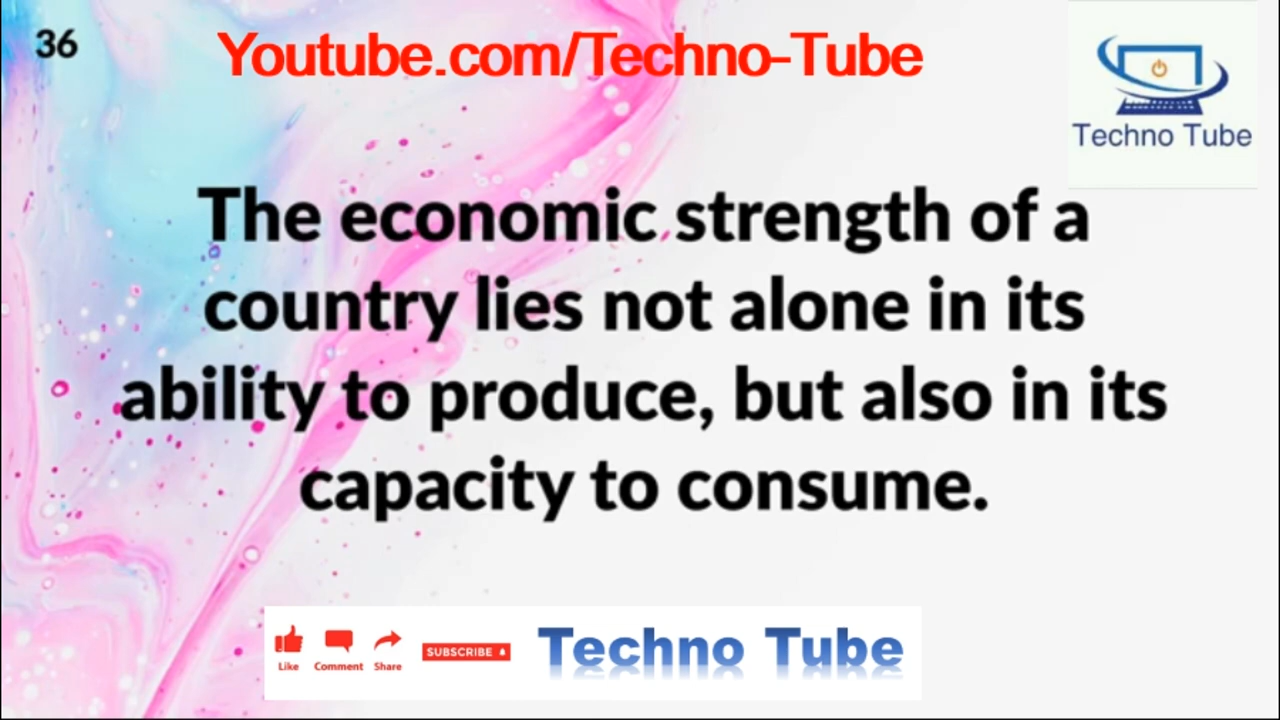 36
Youtube.com/Techno-Tube
Techno Tube
The economic strength of a
country lies not alone in its
ability to produce, but also in its
capacity to consume.
Like
Comment
Share
SUBSCRIBE
Techno Tube